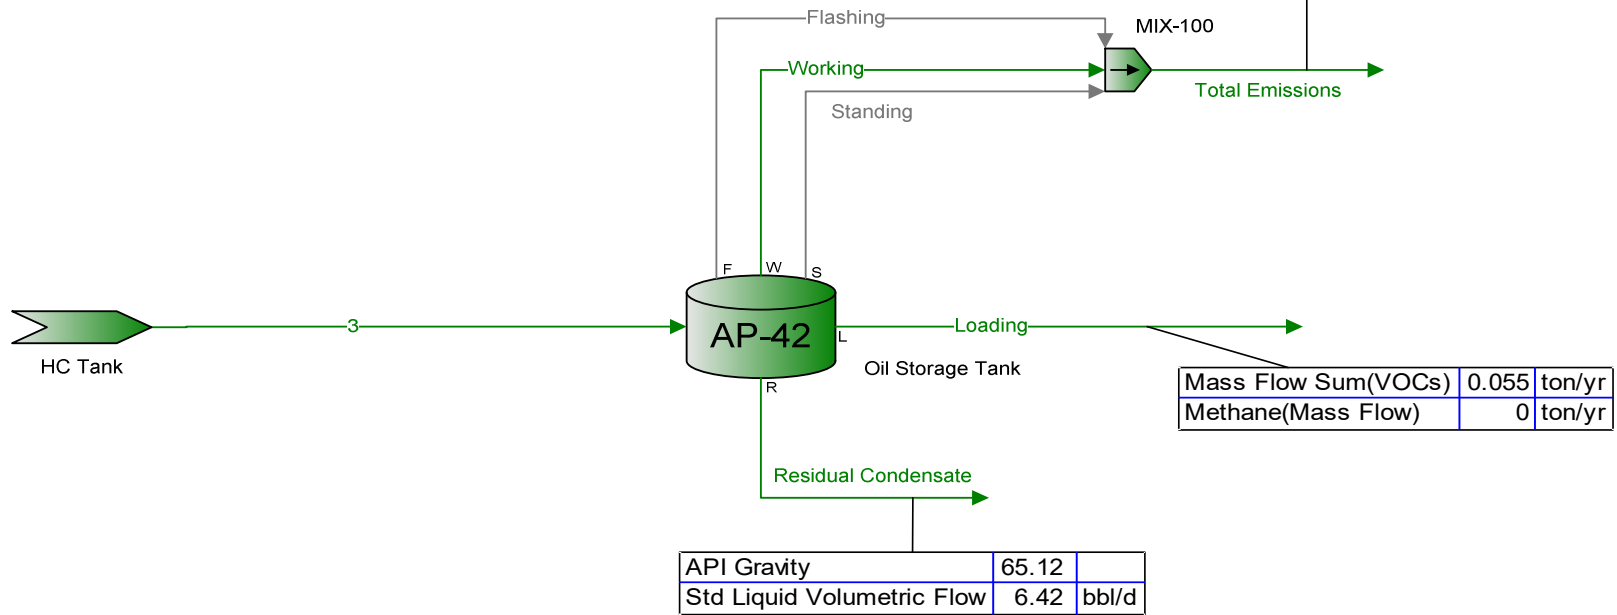 Flashing
MIX-100
Working
Total Emissions
Standing
F
W
S
3
AP-42
Loading
L
HC Tank
Oil Storage Tank
R
Mass Flow Sum(VOCs) 0.055 ton/yr
Methane(Mass Flow) 0 ton/yr
Residual Condensate
API Gravity 65.12
Std Liquid Volumetric Flow 6.42 bbl/d